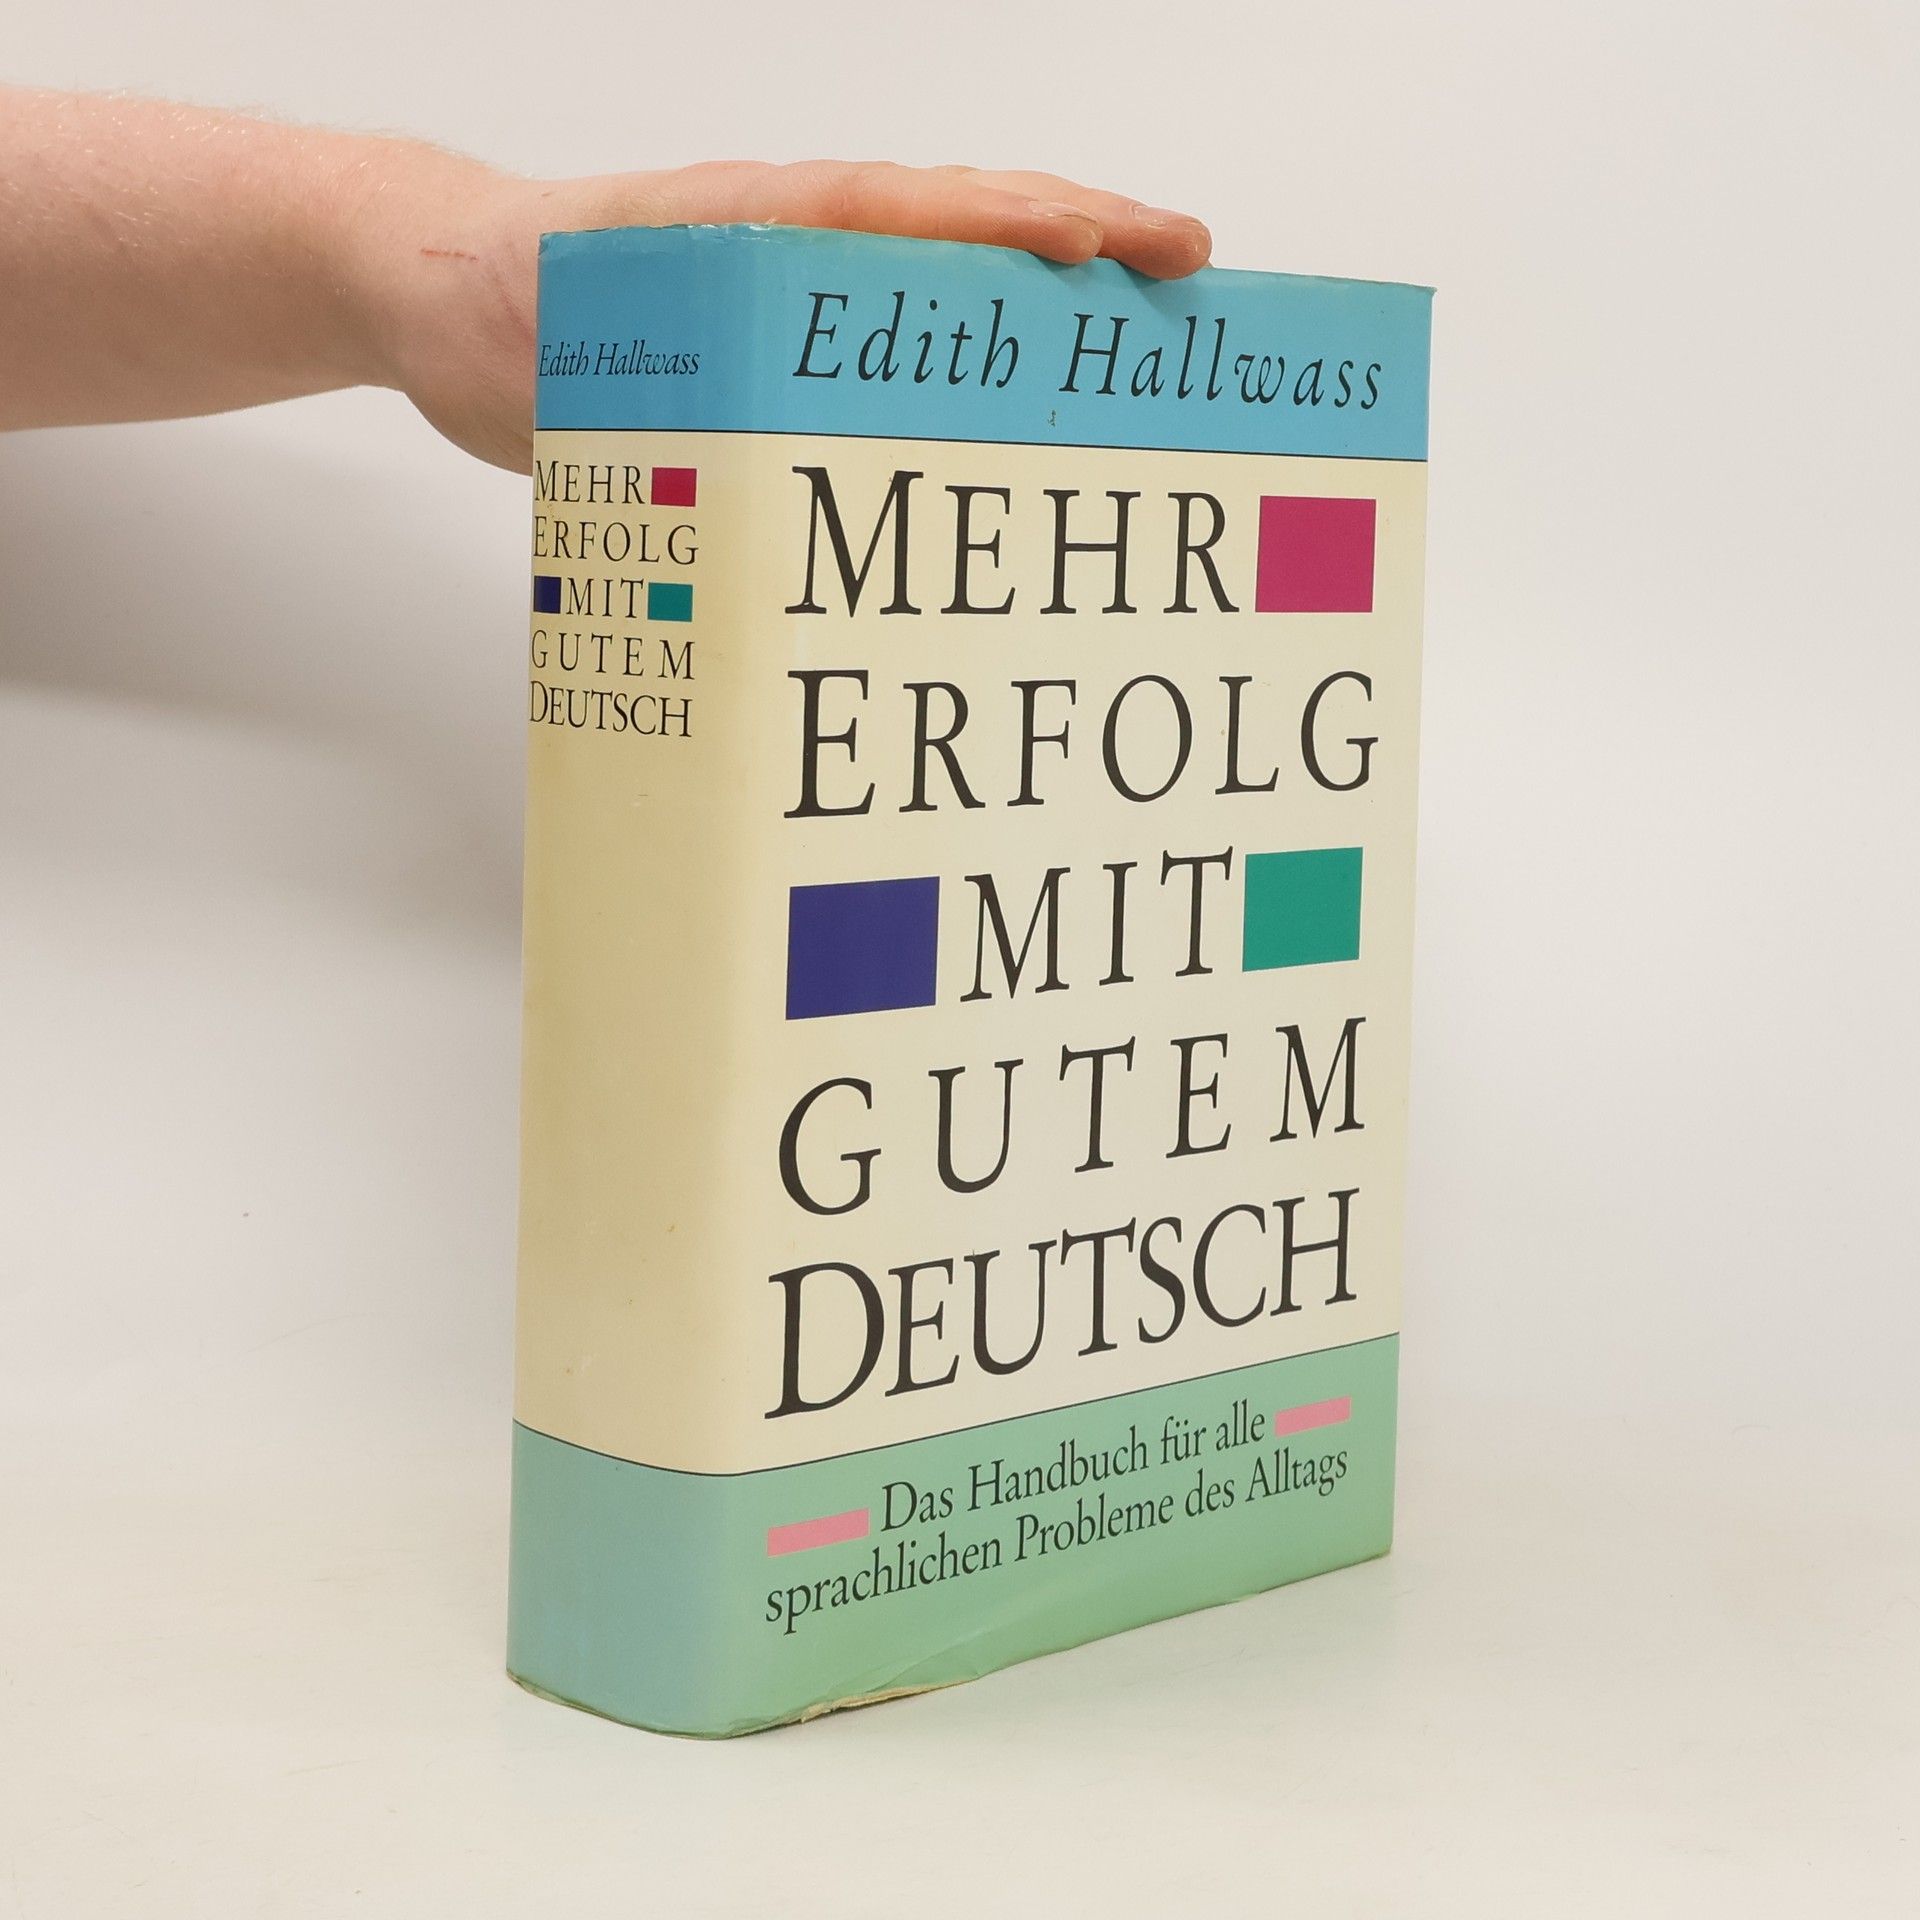 Edith Hallwass
MEHR
ERFOLG
MIT
GUTEM
DEUTSCH
Edith Hallwass
MEHR
ERFOLG
MIT
GUTEM
DEUTSCH
Das Handbuch für alle
sprachlichen Probleme des Alltags